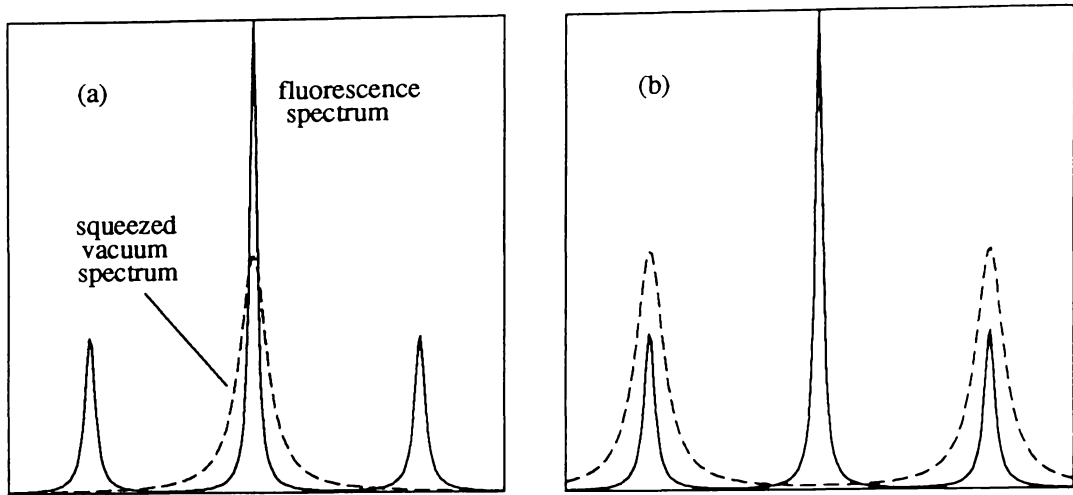 (a)
fluorescence
spectrum
squeezed
vacuum
spectrum
(b)